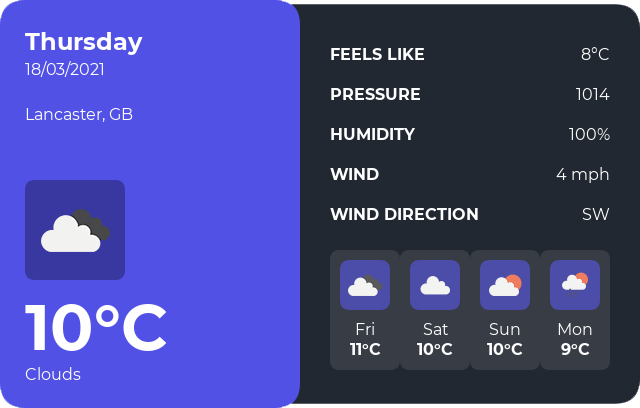 Thursday
18/03/2021
Lancaster, GB
10°C
Clouds
FEELS LIKE 8°C
PRESSURE 1014
HUMIDITY 100%
WIND 4 mph
WIND DIRECTION SW
Fri Sat Sun Mon
11°C 10°C 10°C 9°C